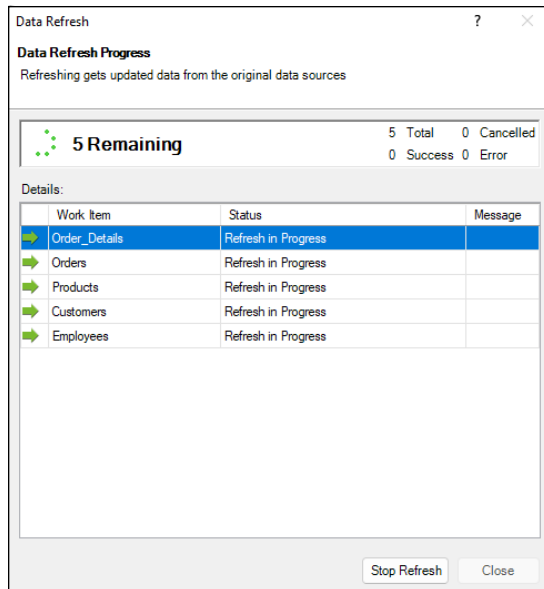 Data Refresh ?
Data Refresh Progress
Refreshing gets updated data from the original data sources
5 Remaining
5 Total 0 Cancelled
0 Success 0 Error
Details:
Work Item Status Message
Order_Details Refresh in Progress
Orders Refresh in Progress
Products Refresh in Progress
Customers Refresh in Progress
Employees Refresh in Progress
Stop Refresh Close